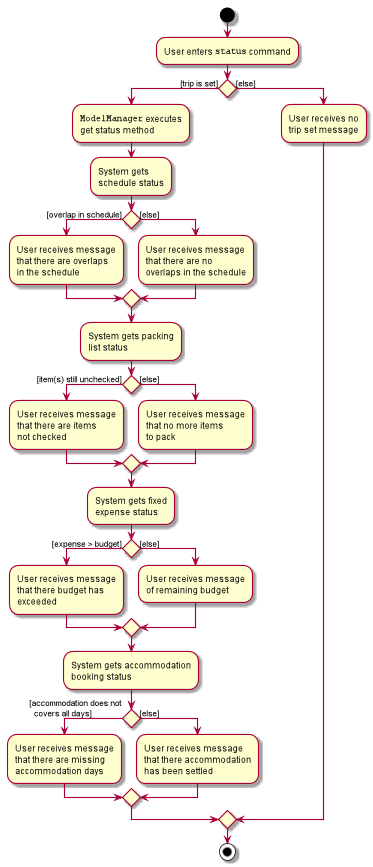 User enters status command
[trip is set]
[else]
ModelManager executes
get status method
User receives no
trip set message
System gets
schedule status
[overlap in schedule]
[else]
User receives message
that there are overlaps
in the schedule
User receives message
that there are no
overlaps in the schedule
System gets packing
list status
[item(s) still unchecked]
[else]
User receives message
that there are items
not checked
User receives message
that no more items
to pack
System gets fixed
expense status
[expense > budget]
[else]
User receives message
that there budget has
exceeded
User receives message
of remaining budget
System gets accommodation
booking status
[accommodation does not
covers all days]
[else]
User receives message
that there are missing
accommodation days
User receives message
that there accommodation
has been settled